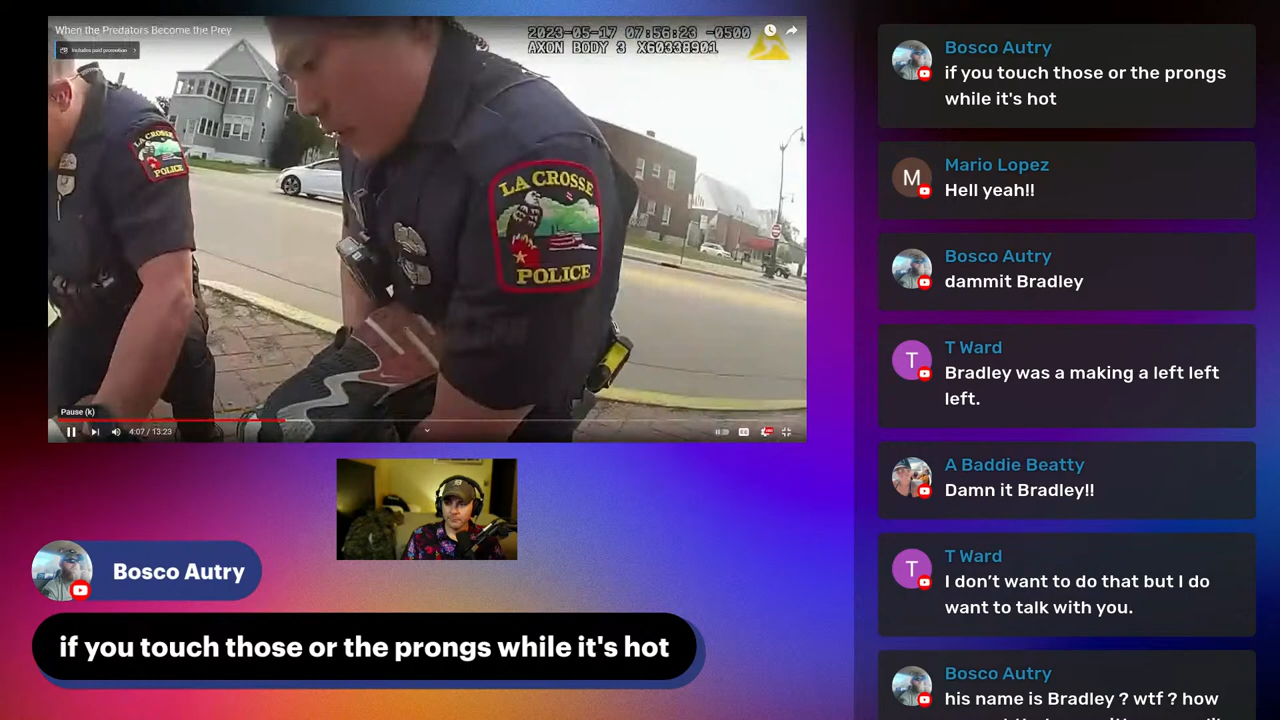 When the Predators Become the Prey
Includes paid promotion
2023-05-17 07:56:23 -0500
AXON BODY 3 X60338901
LA CROSSE
POLICE
LA CROSSE
POLICE
Pause (k)
4:07 / 13:23
Bosco Autry
if you touch those or the prongs while it's hot
Bosco Autry
if you touch those or the prongs
while it's hot
M
Mario Lopez
Hell yeah!!
Bosco Autry
dammit Bradley
T
T Ward
Bradley was a making a left left
left.
A Baddie Beatty
Damn it Bradley!!
T
T Ward
I don't want to do that but I do
want to talk with you.
Bosco Autry
his name is Bradley ? wtf ? how